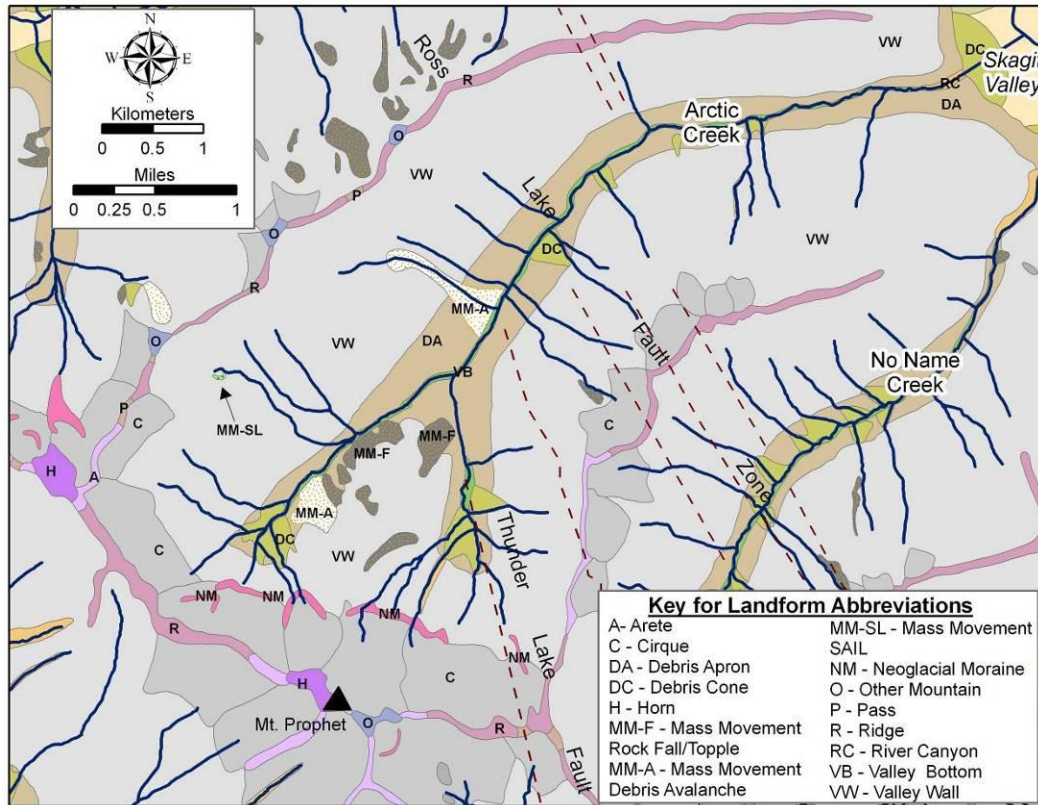 N
W E
S
Kilometers
0 0.5 1
Miles
0 0.25 0.5 1
Ross
Lake
Fault
Zone
Thunder
Lake
Fault
Arctic
Creek
Skagit
Valley
No Name
Creek
Mt. Prophet
VW
DC
RC
DA
R
O
P
VW
O
R
VW
DC
MM-A
VW
DA
VB
O
P
C
MM-SL
MM-F
MM-F
H
A
C
MM-A
DC
VW
C
NM
NM
NM
NM
R
H
C
O
R
Key for Landform Abbreviations
A- Arete
C - Cirque
DA - Debris Apron
DC - Debris Cone
H - Horn
MM-F - Mass Movement
Rock Fall/Topple
MM-A - Mass Movement
Debris Avalanche
MM-SL - Mass Movement
SAIL
NM - Neoglacial Moraine
O - Other Mountain
P - Pass
R - Ridge
RC - River Canyon
VB - Valley Bottom
VW - Valley Wall